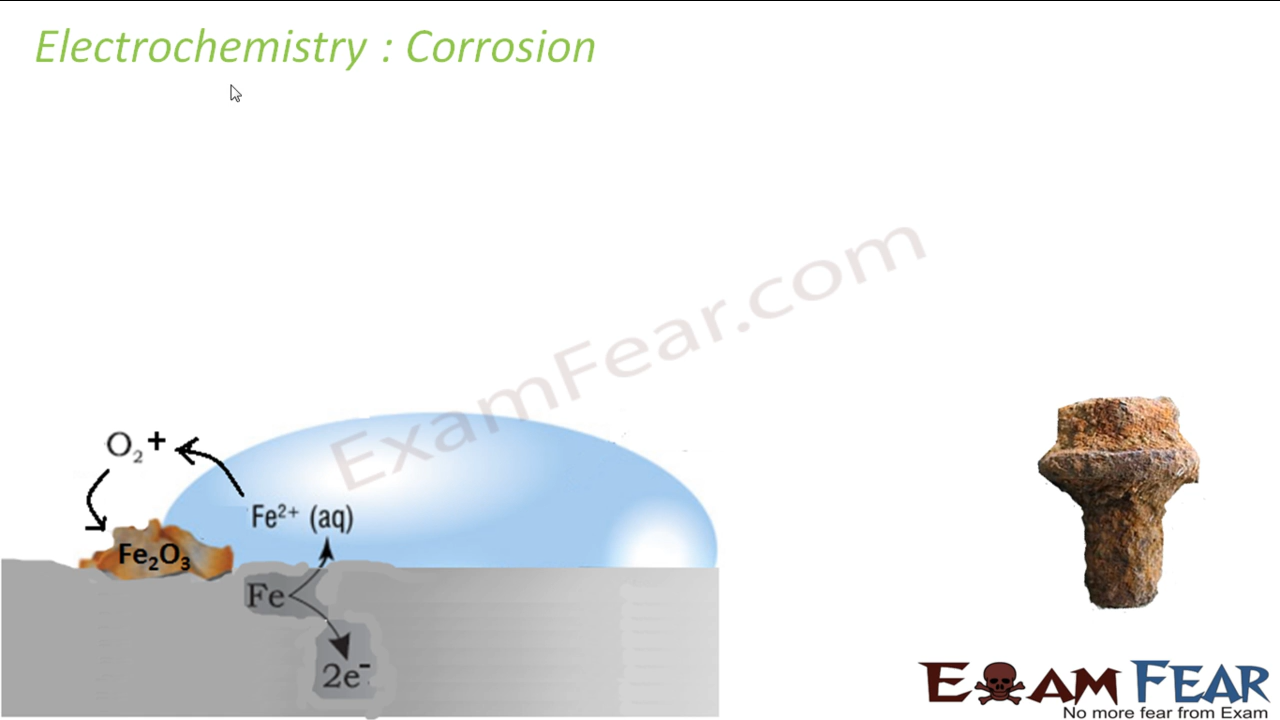 Electrochemistry : Corrosion
ExamFear.com
O₂+
Fe²⁺ (aq)
Fe₂O₃
Fe
2e⁻
EXAM FEAR
No more fear from Exam